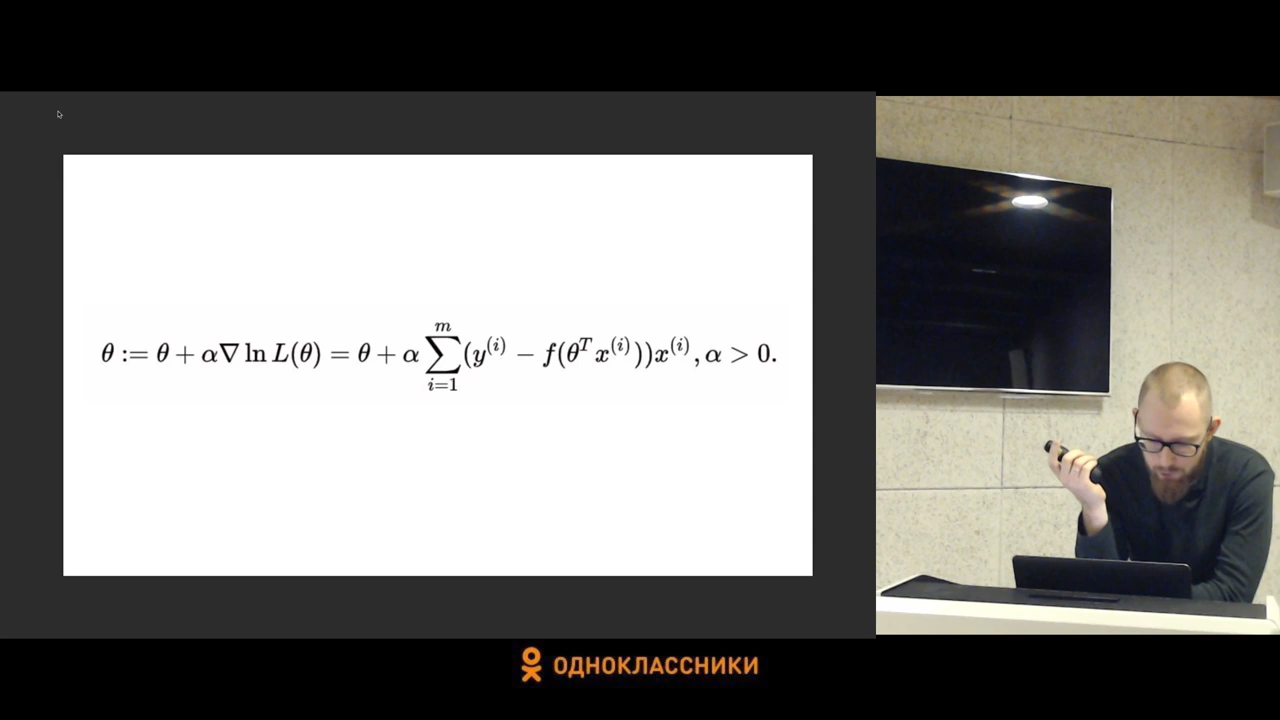 θ := θ + α∇ ln L(θ) = θ + α ∑_{i=1}^{m} (y^{(i)} − f(θ^T x^{(i)}))x^{(i)}, α > 0.
ОДНОКЛАССНИКИ